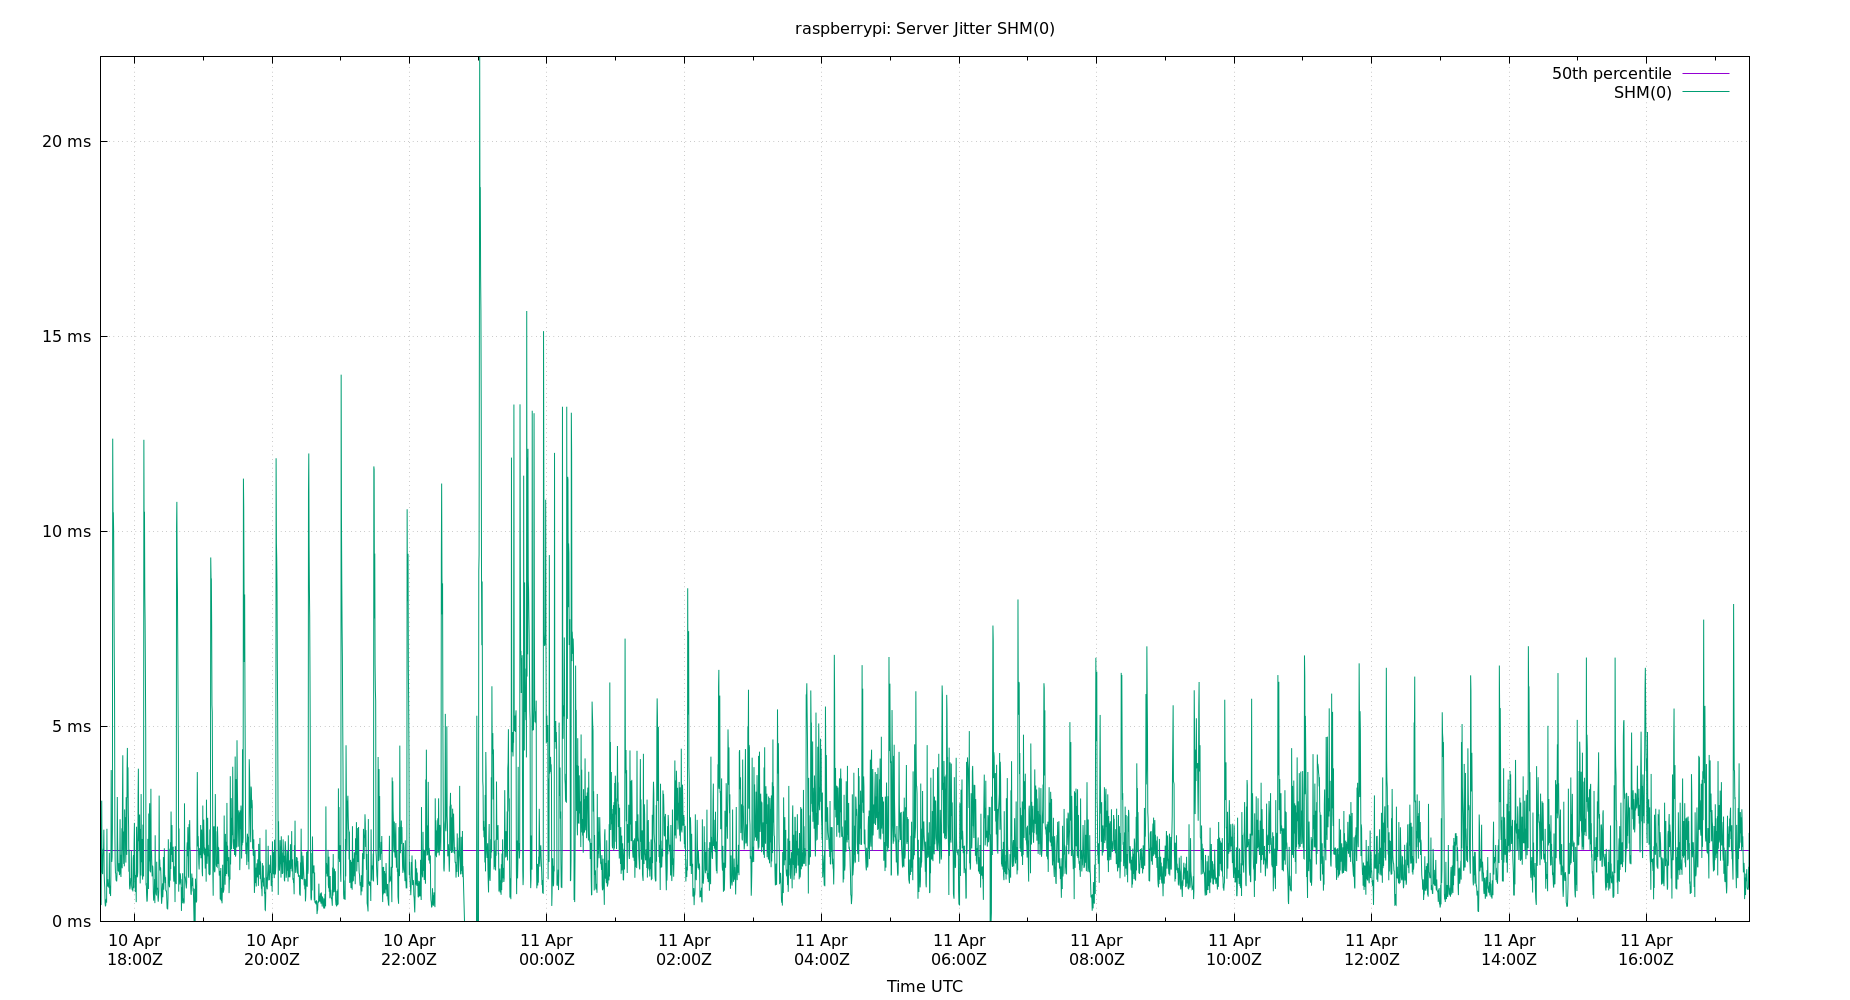 raspberrypi: Server Jitter SHM(0)
50th percentile
SHM(0)
20 ms
15 ms
10 ms
5 ms
0 ms
10 Apr
18:00Z
10 Apr
20:00Z
10 Apr
22:00Z
11 Apr
00:00Z
11 Apr
02:00Z
11 Apr
04:00Z
11 Apr
06:00Z
11 Apr
08:00Z
11 Apr
10:00Z
11 Apr
12:00Z
11 Apr
14:00Z
11 Apr
16:00Z
Time UTC